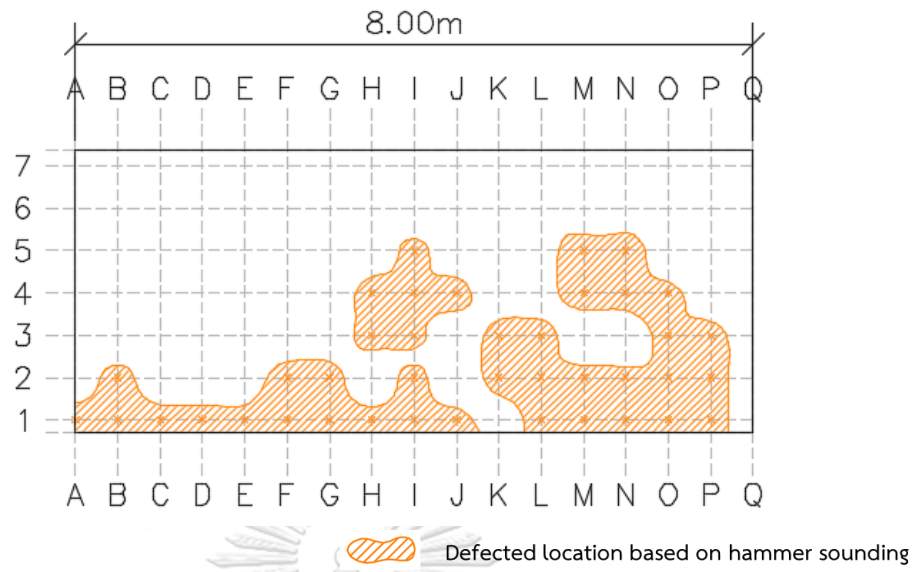 8.00m
A B C D E F G H I J K L M N O P Q
7
6
5
4
3
2
1
A B C D E F G H I J K L M N O P Q
Defected location based on hammer sounding